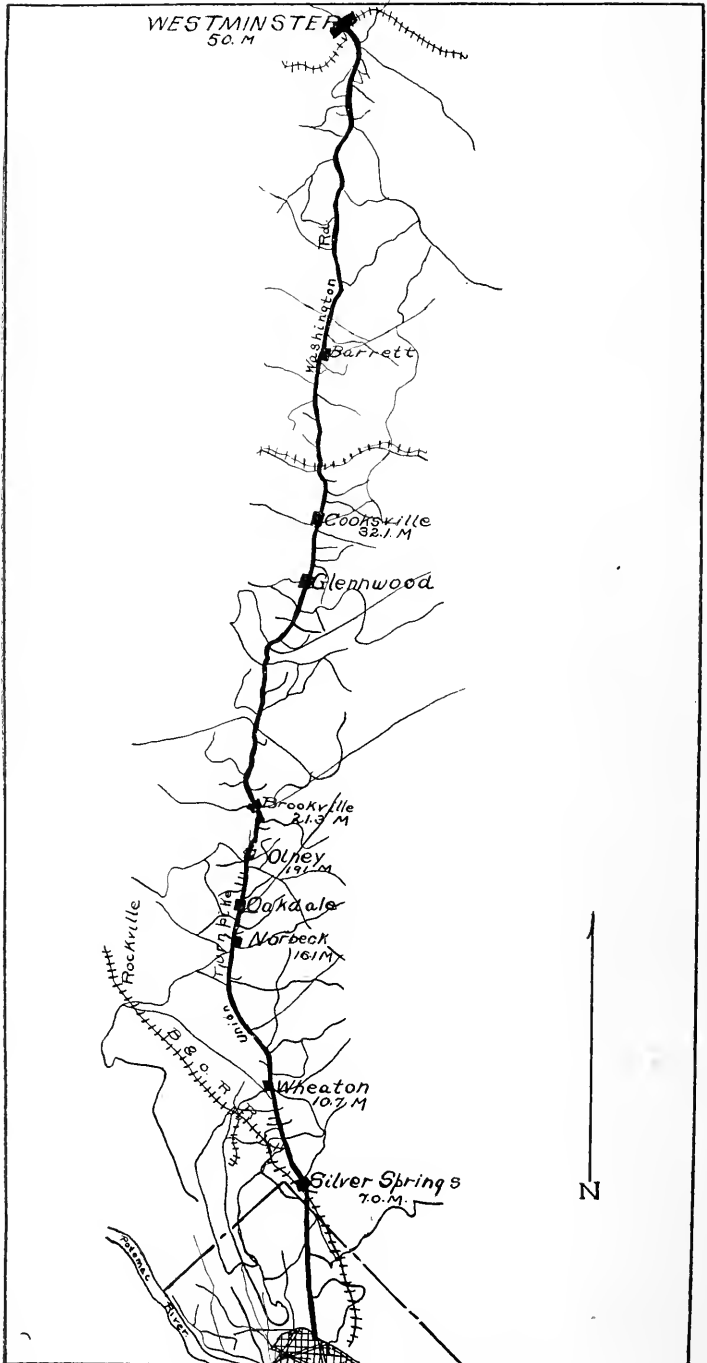 WESTMINSTER
50. M
Washington Rd.
Barrett
Cooksville
32.1. M
Glennwood
Brookville
21.3 M
Olney
19.1 M
Oakdale
Norbeck
16.1 M
Turnpike
Union
Rockville
B & O. R. R.
Wheaton
10.7. M
Silver Springs
7.0. M.
N
Potomac
River